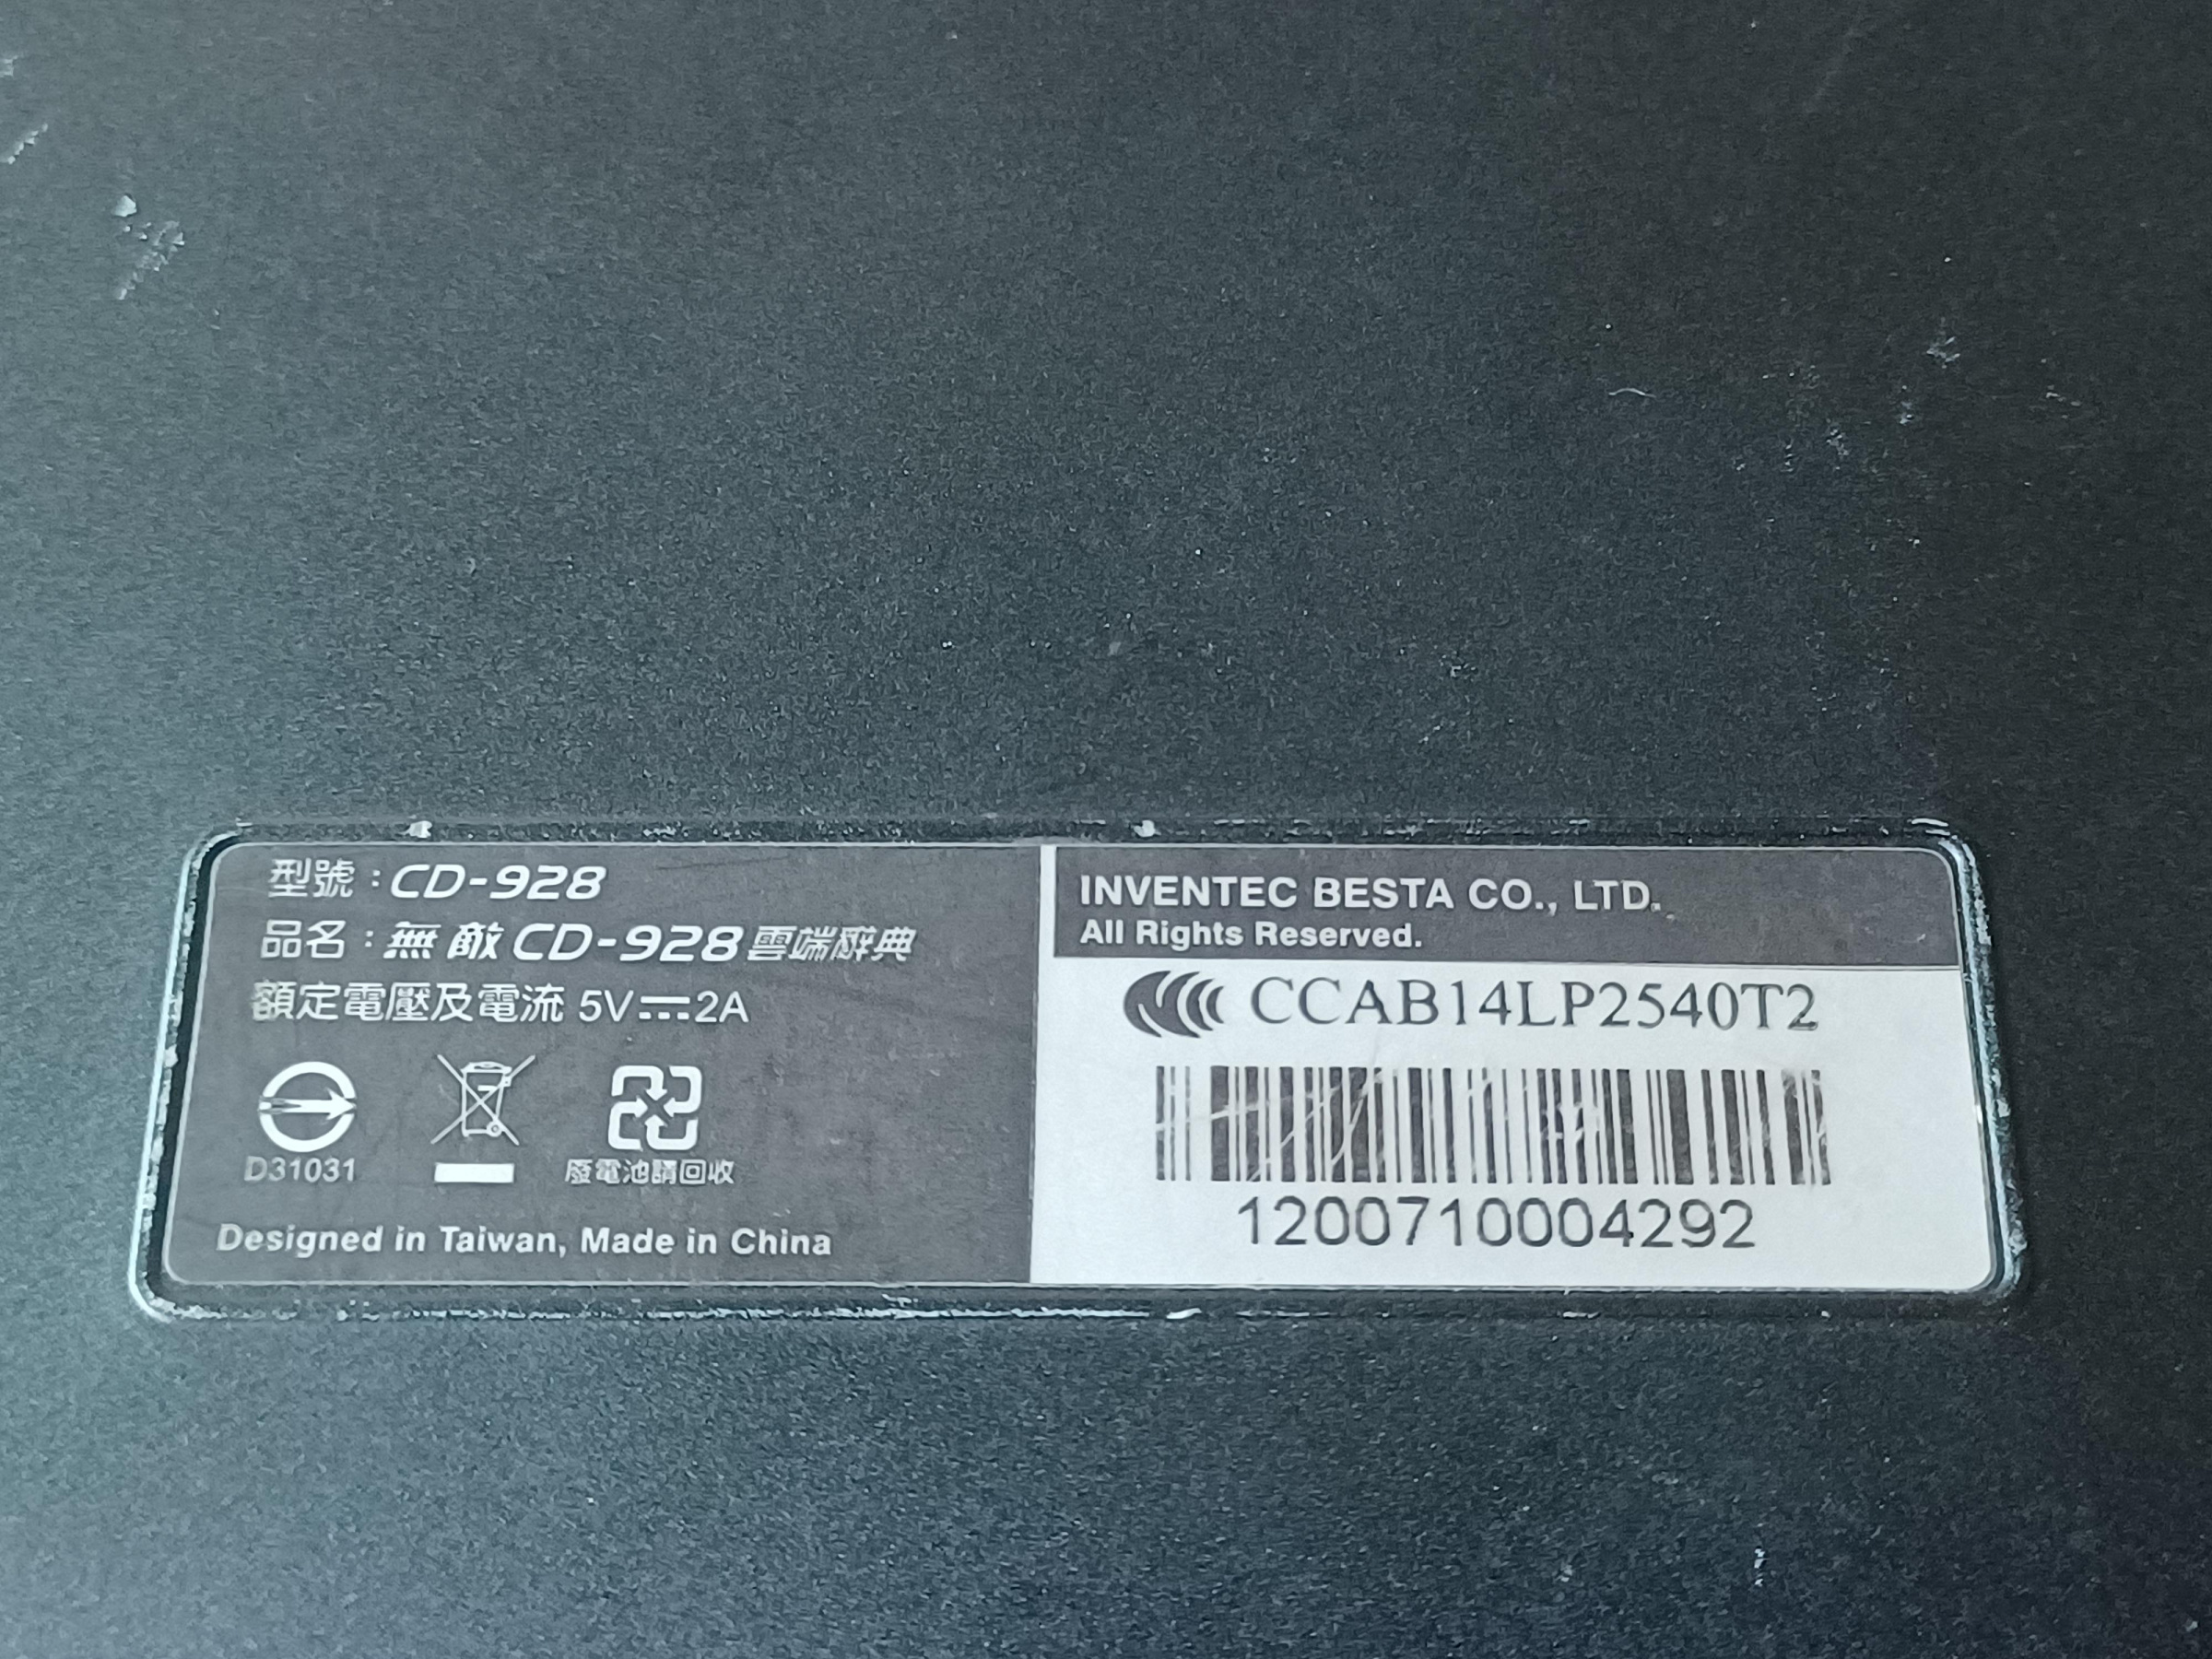 型號：CD-928
品名：無敵CD-928雲端辭典
額定電壓及電流 5V⎓2A
D31031
廢電池請回收
Designed in Taiwan, Made in China
INVENTEC BESTA CO., LTD.
All Rights Reserved.
CCAB14LP2540T2
1200710004292